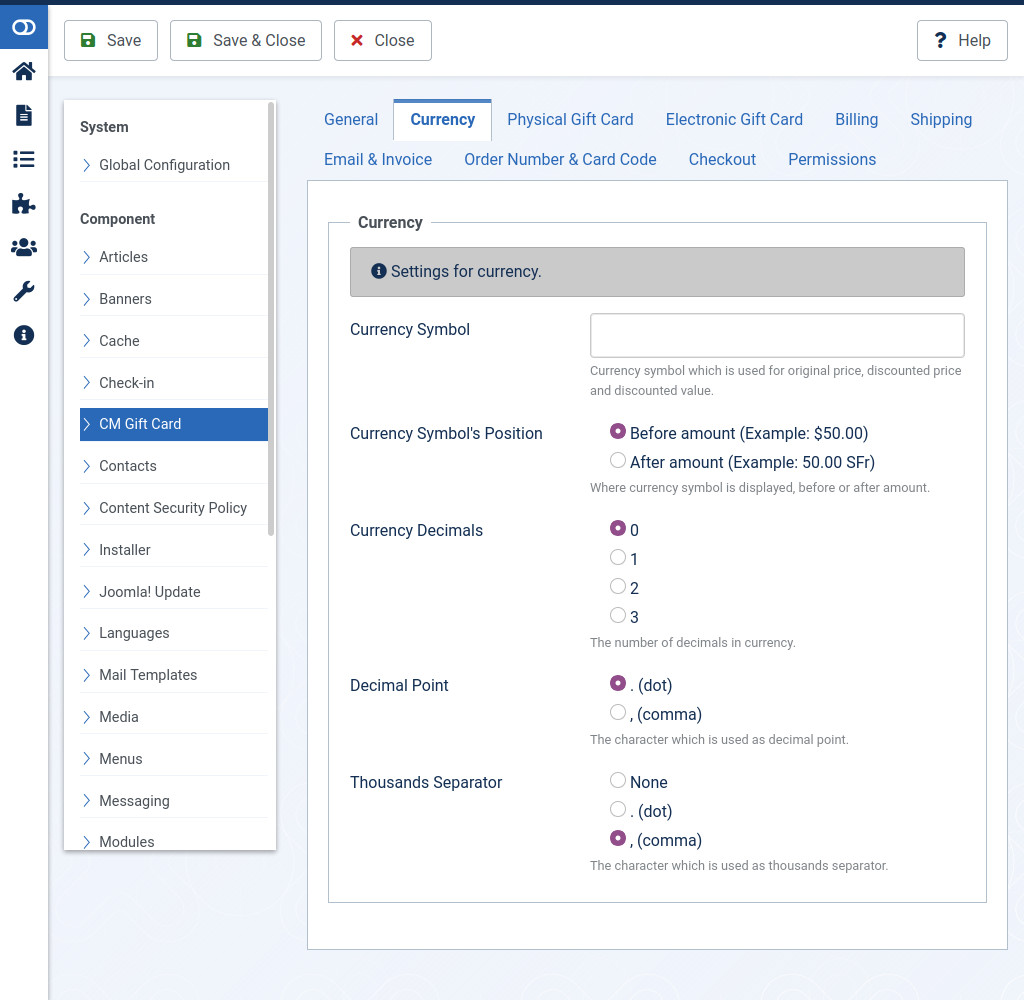 Save
Save & Close
Close
Help
System
Global Configuration
Component
Articles
Banners
Cache
Check-in
CM Gift Card
Contacts
Content Security Policy
Installer
Joomla! Update
Languages
Mail Templates
Media
Menus
Messaging
Modules
General
Currency
Physical Gift Card
Electronic Gift Card
Billing
Shipping
Email & Invoice
Order Number & Card Code
Checkout
Permissions
Currency
Settings for currency.
Currency Symbol
Currency symbol which is used for original price, discounted price
and discounted value.
Currency Symbol's Position
Before amount (Example: $50.00)
After amount (Example: 50.00 SFr)
Where currency symbol is displayed, before or after amount.
Currency Decimals
0
1
2
3
The number of decimals in currency.
Decimal Point
. (dot)
, (comma)
The character which is used as decimal point.
Thousands Separator
None
. (dot)
, (comma)
The character which is used as thousands separator.